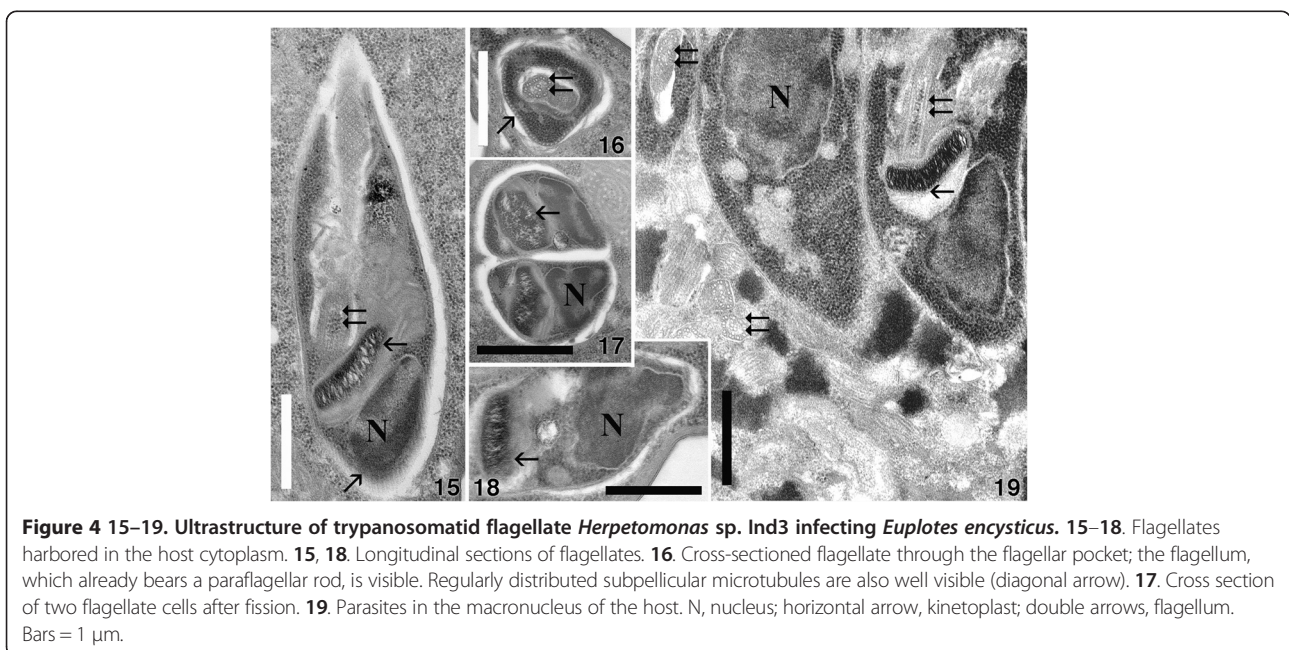 N
15
16
N
17
N
18
N
19
Figure 4 15–19. Ultrastructure of trypanosomatid flagellate Herpetomonas sp. Ind3 infecting Euplotes encysticus. 15–18. Flagellates
harbored in the host cytoplasm. 15, 18. Longitudinal sections of flagellates. 16. Cross-sectioned flagellate through the flagellar pocket; the flagellum,
which already bears a paraflagellar rod, is visible. Regularly distributed subpellicular microtubules are also well visible (diagonal arrow). 17. Cross section
of two flagellate cells after fission. 19. Parasites in the macronucleus of the host. N, nucleus; horizontal arrow, kinetoplast; double arrows, flagellum.
Bars = 1 μm.